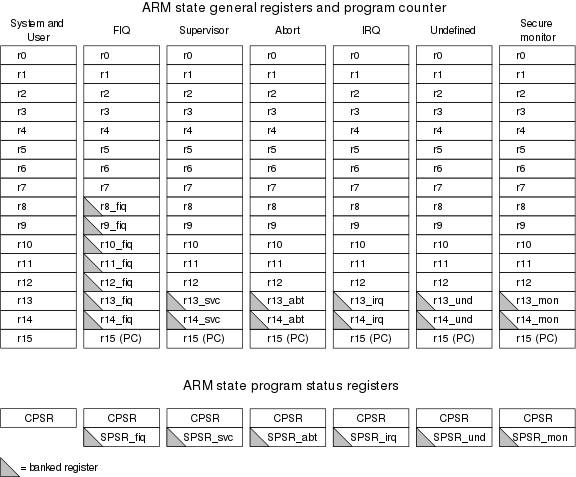 ARM state general registers and program counter
System and User FIQ Supervisor Abort IRQ Undefined Secure monitor
r0 r0 r0 r0 r0 r0 r0
r1 r1 r1 r1 r1 r1 r1
r2 r2 r2 r2 r2 r2 r2
r3 r3 r3 r3 r3 r3 r3
r4 r4 r4 r4 r4 r4 r4
r5 r5 r5 r5 r5 r5 r5
r6 r6 r6 r6 r6 r6 r6
r7 r7 r7 r7 r7 r7 r7
r8 r8_fiq r8 r8 r8 r8 r8
r9 r9_fiq r9 r9 r9 r9 r9
r10 r10_fiq r10 r10 r10 r10 r10
r11 r11_fiq r11 r11 r11 r11 r11
r12 r12_fiq r12 r12 r12 r12 r12
r13 r13_fiq r13_svc r13_abt r13_irq r13_und r13_mon
r14 r14_fiq r14_svc r14_abt r14_irq r14_und r14_mon
r15 r15 (PC) r15 (PC) r15 (PC) r15 (PC) r15 (PC) r15 (PC)
ARM state program status registers
CPSR CPSR CPSR CPSR CPSR CPSR CPSR
SPSR_fiq SPSR_svc SPSR_abt SPSR_irq SPSR_und SPSR_mon
= banked register